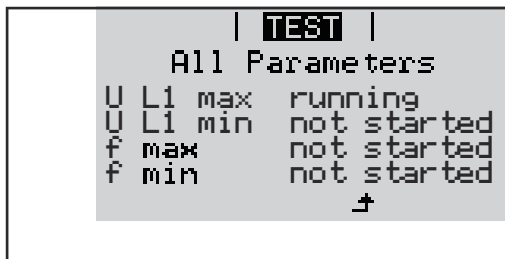 TEST
All Parameters
U L1 max running
U L1 min not started
f max not started
f min not started